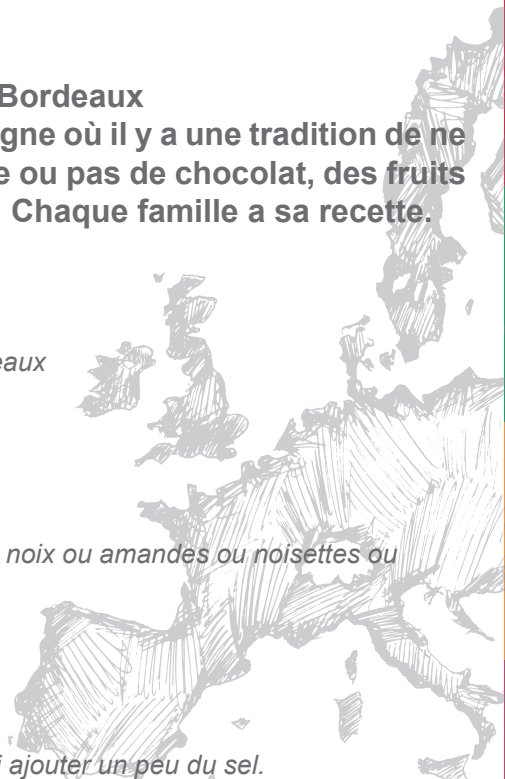 Bordeaux
gne où il y a une tradition de ne
e ou pas de chocolat, des fruits
. Chaque famille a sa recette.
eaux
noix ou amandes ou noisettes ou
i ajouter un peu du sel.